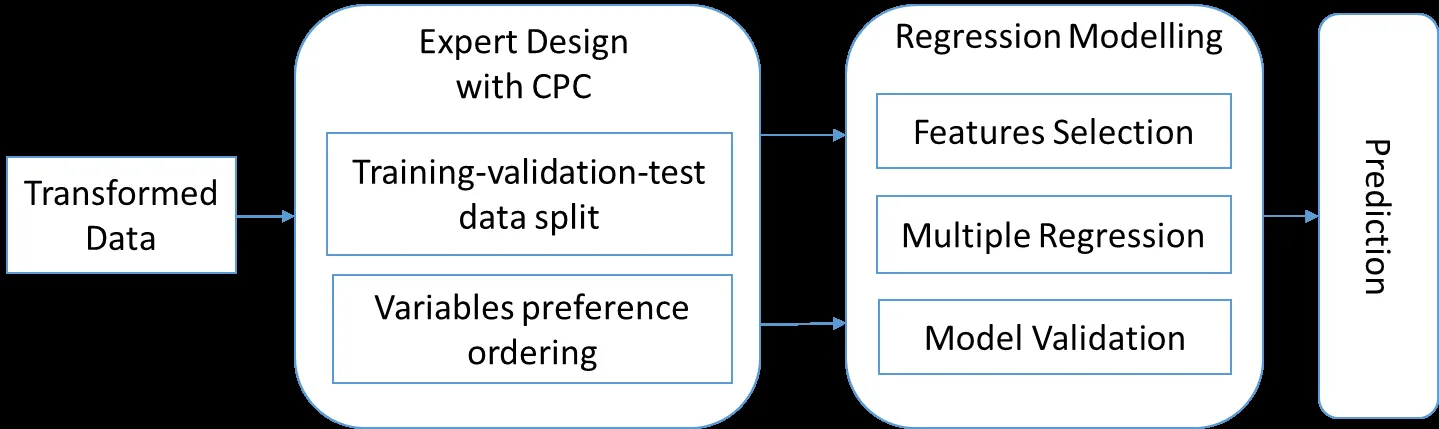 Transformed
Data
Expert Design
with CPC
Training-validation-test
data split
Variables preference
ordering
Regression Modelling
Features Selection
Multiple Regression
Model Validation
Prediction